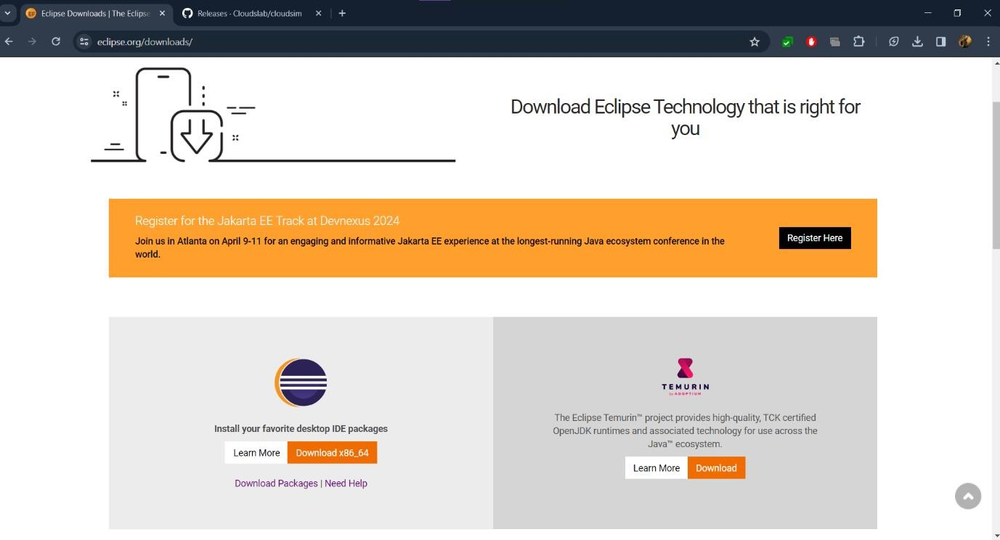 Eclipse Downloads | The Eclipse
Releases · Cloudslab/cloudsim
eclipse.org/downloads/
Download Eclipse Technology that is right for
you
Register for the Jakarta EE Track at Devnexus 2024
Join us in Atlanta on April 9-11 for an engaging and informative Jakarta EE experience at the longest-running Java ecosystem conference in the
world.
Register Here
Install your favorite desktop IDE packages
Learn More Download x86_64
Download Packages | Need Help
TEMURIN
by ADOPTIUM
The Eclipse Temurin™ project provides high-quality, TCK certified
OpenJDK runtimes and associated technology for use across the
Java™ ecosystem.
Learn More Download